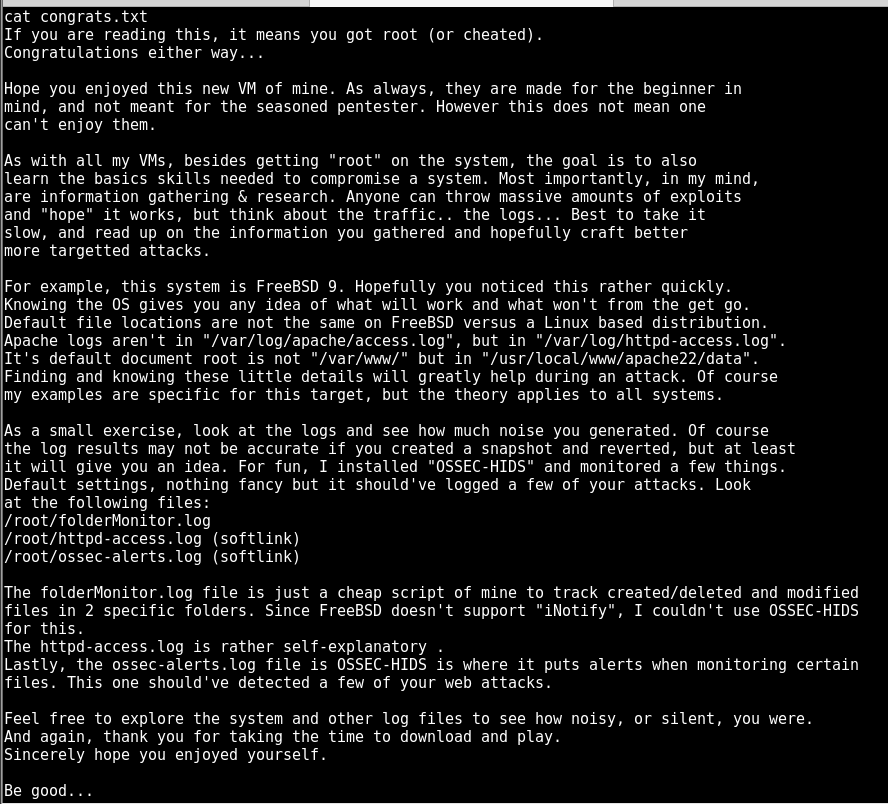 cat congrats.txt
If you are reading this, it means you got root (or cheated).
Congratulations either way...
Hope you enjoyed this new VM of mine. As always, they are made for the beginner in
mind, and not meant for the seasoned pentester. However this does not mean one
can't enjoy them.
As with all my VMs, besides getting "root" on the system, the goal is to also
learn the basics skills needed to compromise a system. Most importantly, in my mind,
are information gathering & research. Anyone can throw massive amounts of exploits
and "hope" it works, but think about the traffic.. the logs... Best to take it
slow, and read up on the information you gathered and hopefully craft better
more targetted attacks.
For example, this system is FreeBSD 9. Hopefully you noticed this rather quickly.
Knowing the OS gives you any idea of what will work and what won't from the get go.
Default file locations are not the same on FreeBSD versus a Linux based distribution.
Apache logs aren't in "/var/log/apache/access.log", but in "/var/log/httpd-access.log".
It's default document root is not "/var/www/" but in "/usr/local/www/apache22/data".
Finding and knowing these little details will greatly help during an attack. Of course
my examples are specific for this target, but the theory applies to all systems.
As a small exercise, look at the logs and see how much noise you generated. Of course
the log results may not be accurate if you created a snapshot and reverted, but at least
it will give you an idea. For fun, I installed "OSSEC-HIDS" and monitored a few things.
Default settings, nothing fancy but it should've logged a few of your attacks. Look
at the following files:
/root/folderMonitor.log
/root/httpd-access.log (softlink)
/root/ossec-alerts.log (softlink)
The folderMonitor.log file is just a cheap script of mine to track created/deleted and modified
files in 2 specific folders. Since FreeBSD doesn't support "iNotify", I couldn't use OSSEC-HIDS
for this.
The httpd-access.log is rather self-explanatory .
Lastly, the ossec-alerts.log file is OSSEC-HIDS is where it puts alerts when monitoring certain
files. This one should've detected a few of your web attacks.
Feel free to explore the system and other log files to see how noisy, or silent, you were.
And again, thank you for taking the time to download and play.
Sincerely hope you enjoyed yourself.
Be good...